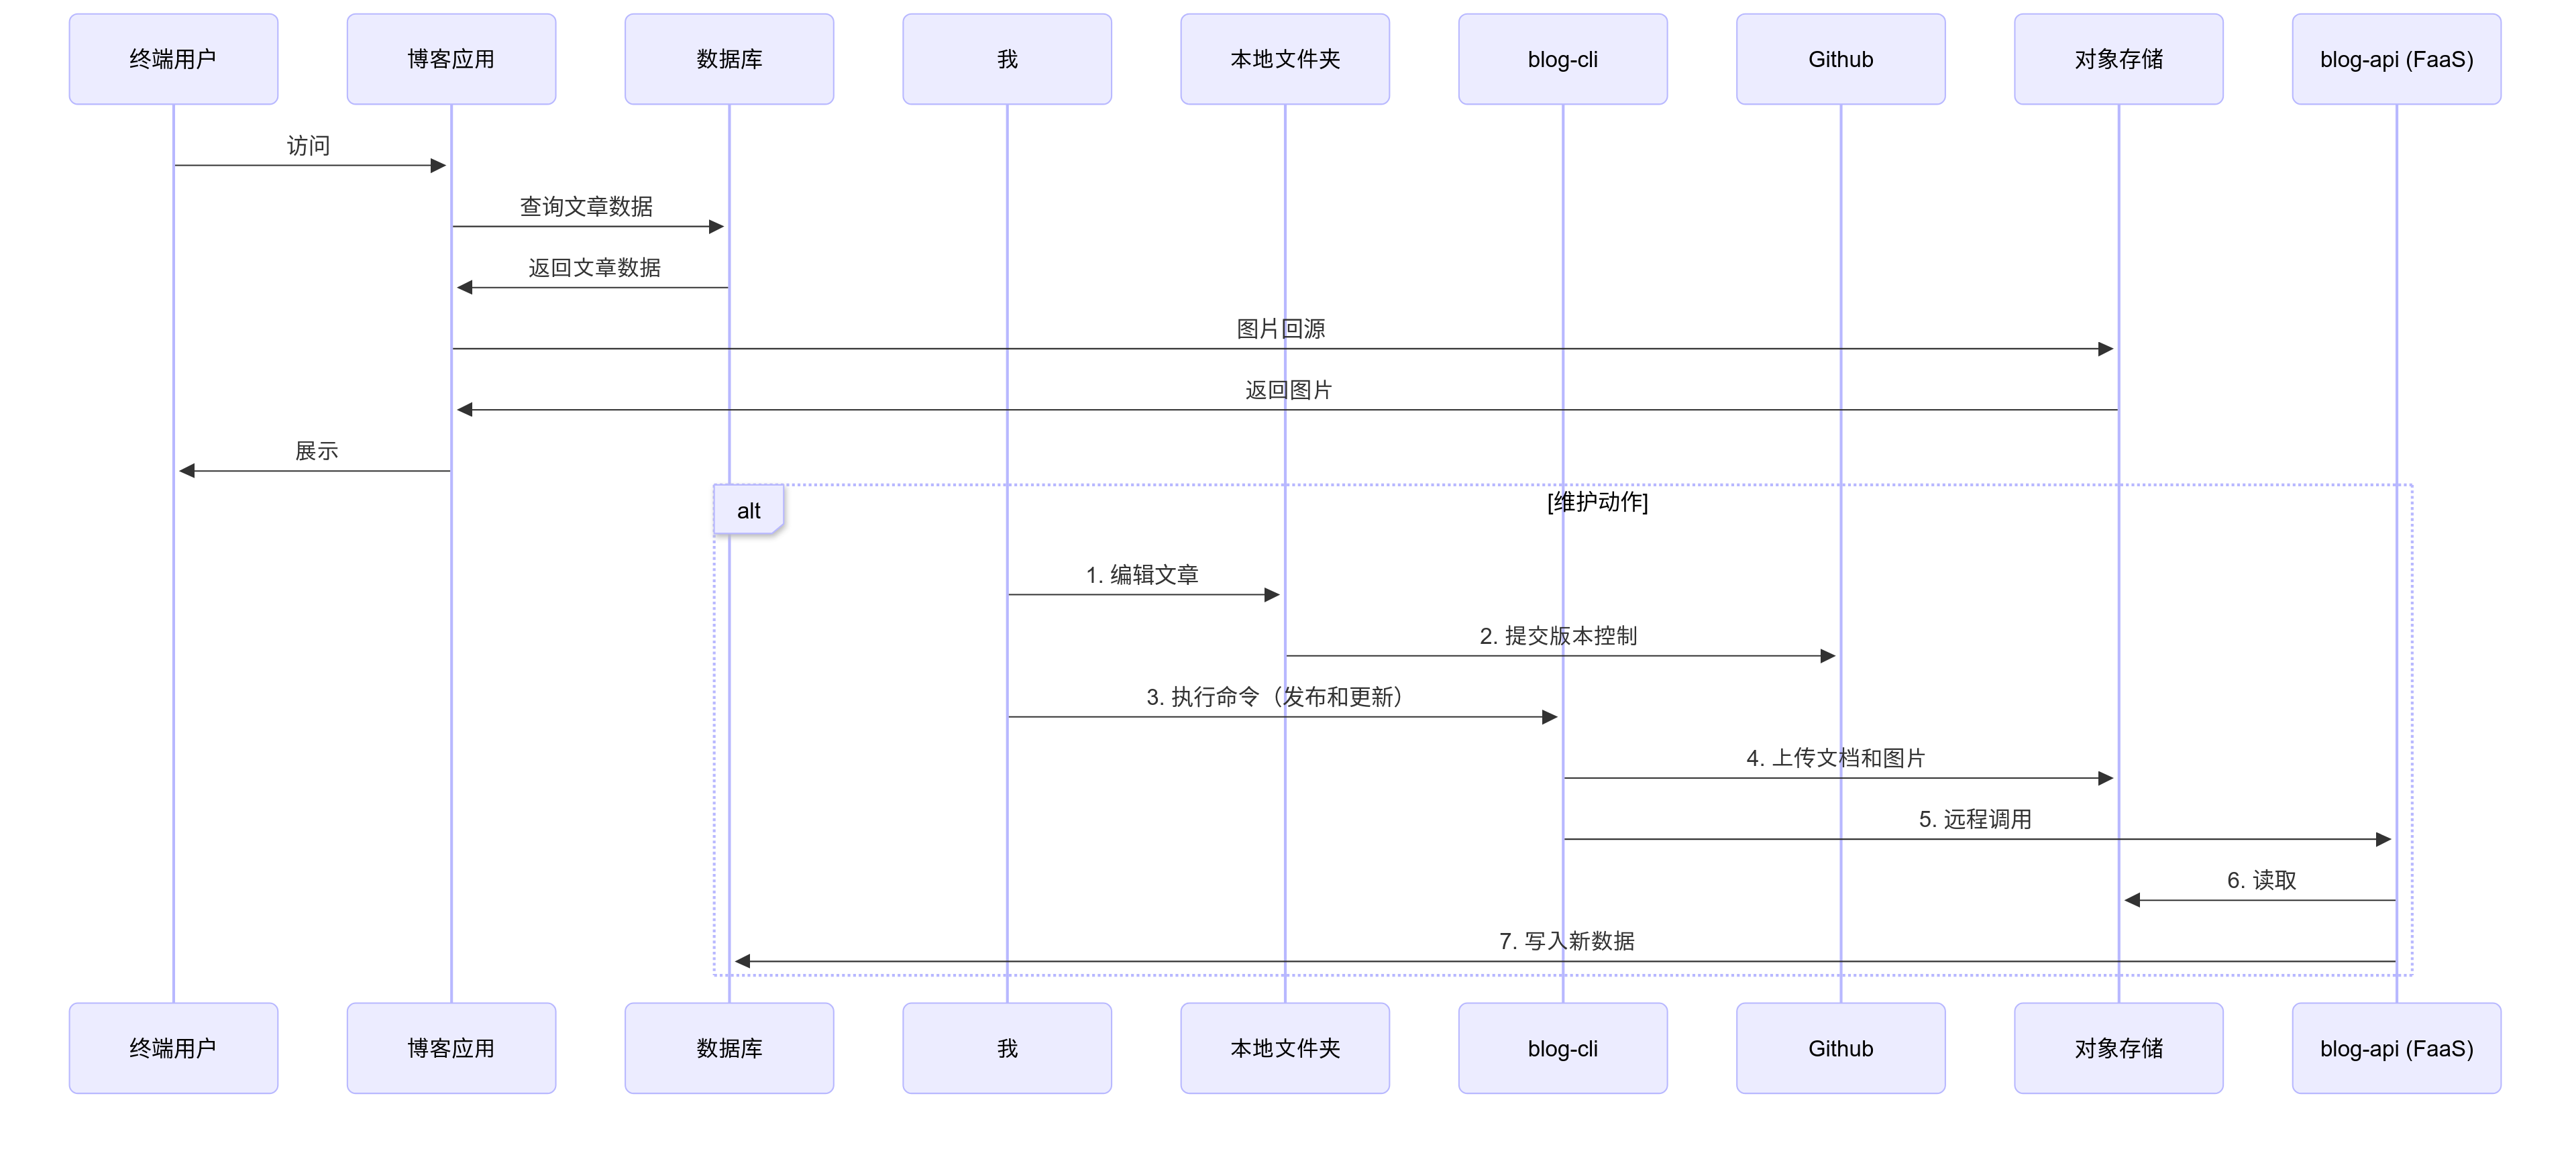 终端用户
博客应用
数据库
我
本地文件夹
blog-cli
Github
对象存储
blog-api (FaaS)
访问
查询文章数据
返回文章数据
图片回源
返回图片
展示
alt
[维护动作]
1. 编辑文章
2. 提交版本控制
3. 执行命令（发布和更新）
4. 上传文档和图片
5. 远程调用
6. 读取
7. 写入新数据
终端用户
博客应用
数据库
我
本地文件夹
blog-cli
Github
对象存储
blog-api (FaaS)